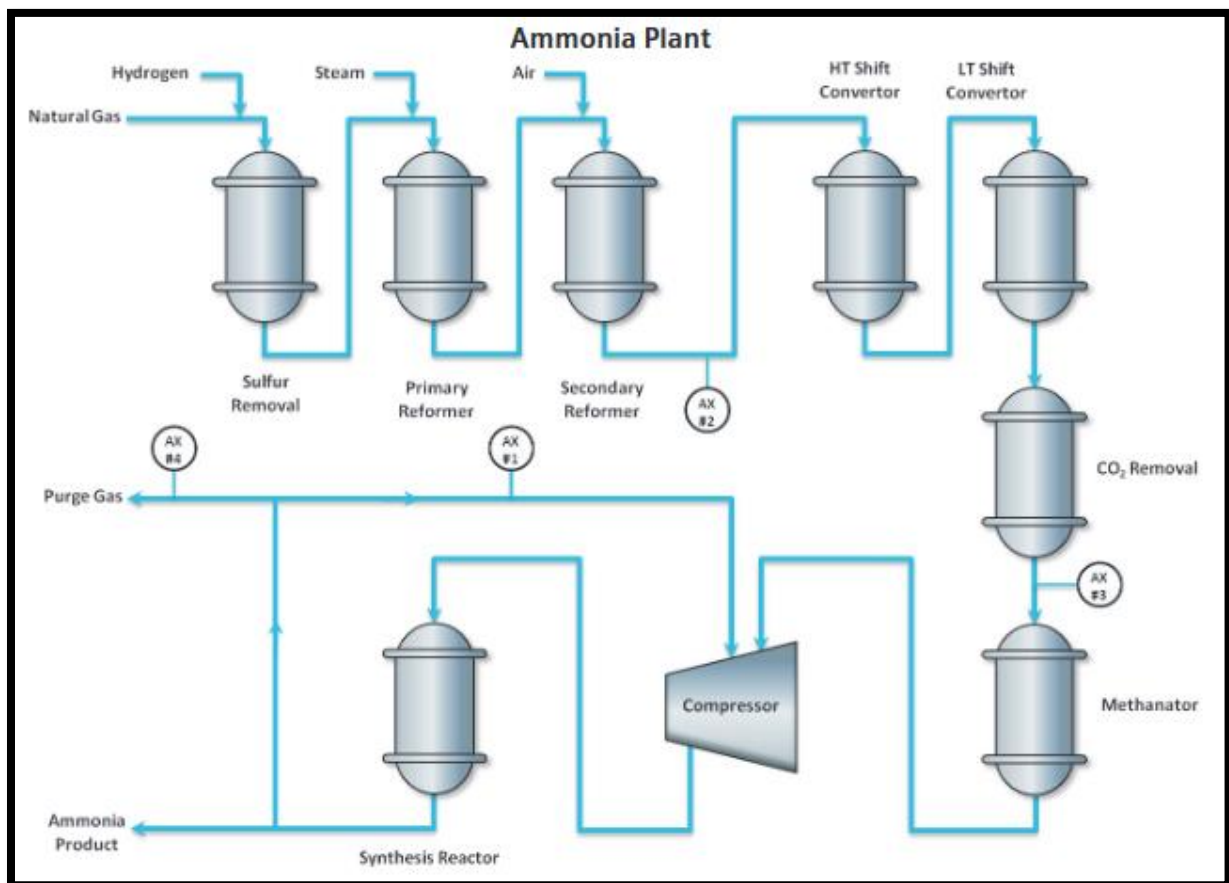 Ammonia Plant
Hydrogen
Steam
Air
HT Shift
Convertor
LT Shift
Convertor
Natural Gas
Sulfur
Removal
Primary
Reformer
Secondary
Reformer
AX
#2
AX
#4
AX
#1
CO₂ Removal
Purge Gas
AX
#3
Compressor
Methanator
Ammonia
Product
Synthesis Reactor